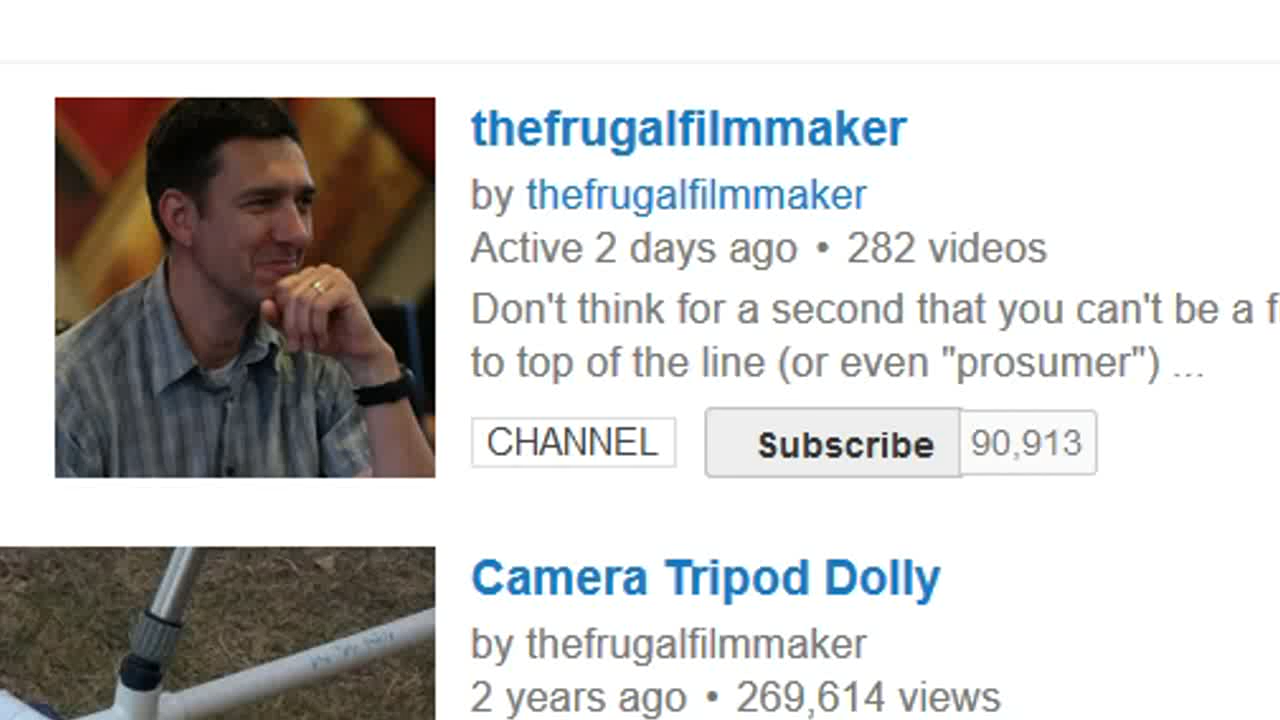 thefrugalfilmmaker
by thefrugalfilmmaker
Active 2 days ago • 282 videos
Don't think for a second that you can't be a f
to top of the line (or even "prosumer") ...
CHANNEL Subscribe 90,913
Camera Tripod Dolly
by thefrugalfilmmaker
2 years ago • 269,614 views